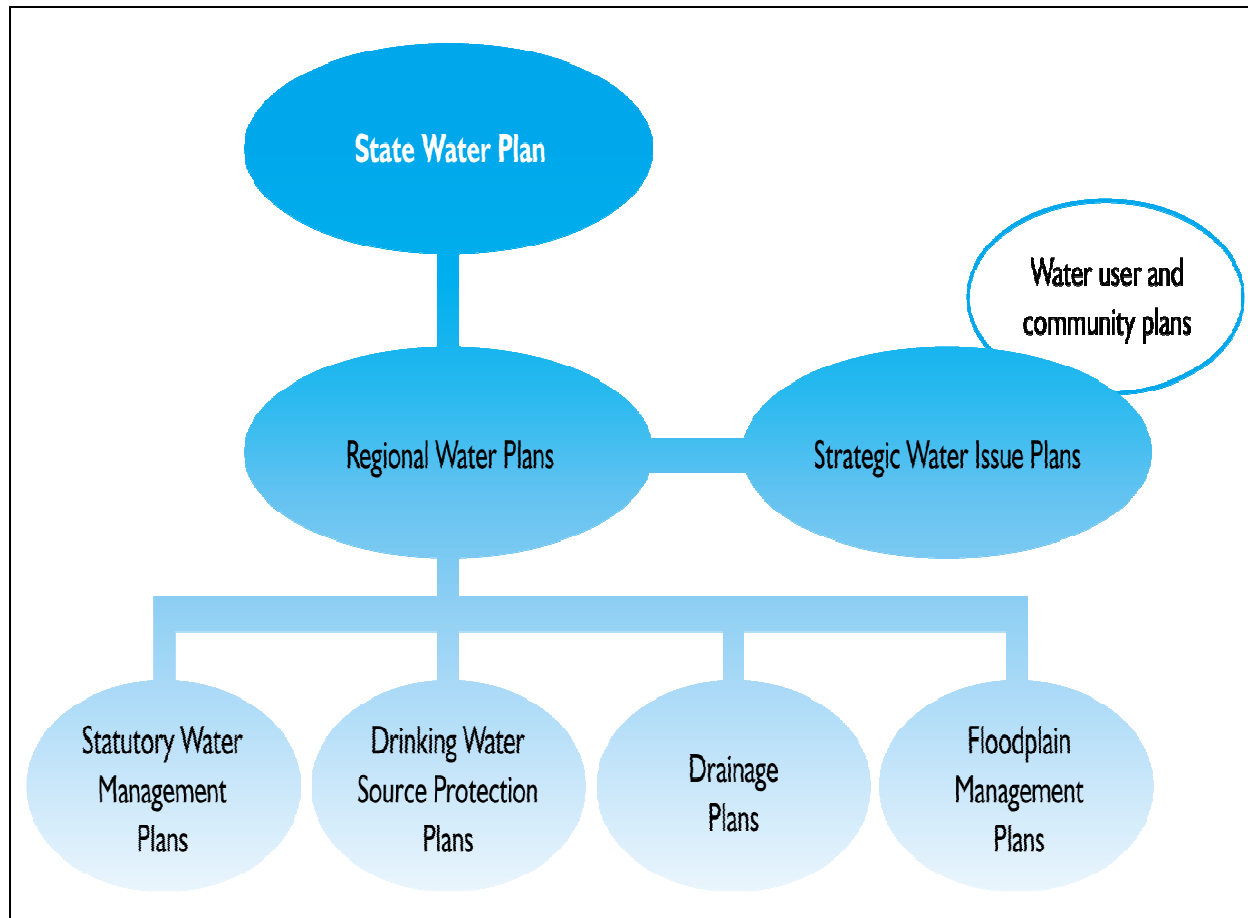 State Water Plan
Water user and
community plans
Regional Water Plans
Strategic Water Issue Plans
Statutory Water
Management
Plans
Drinking Water
Source Protection
Plans
Drainage
Plans
Floodplain
Management
Plans